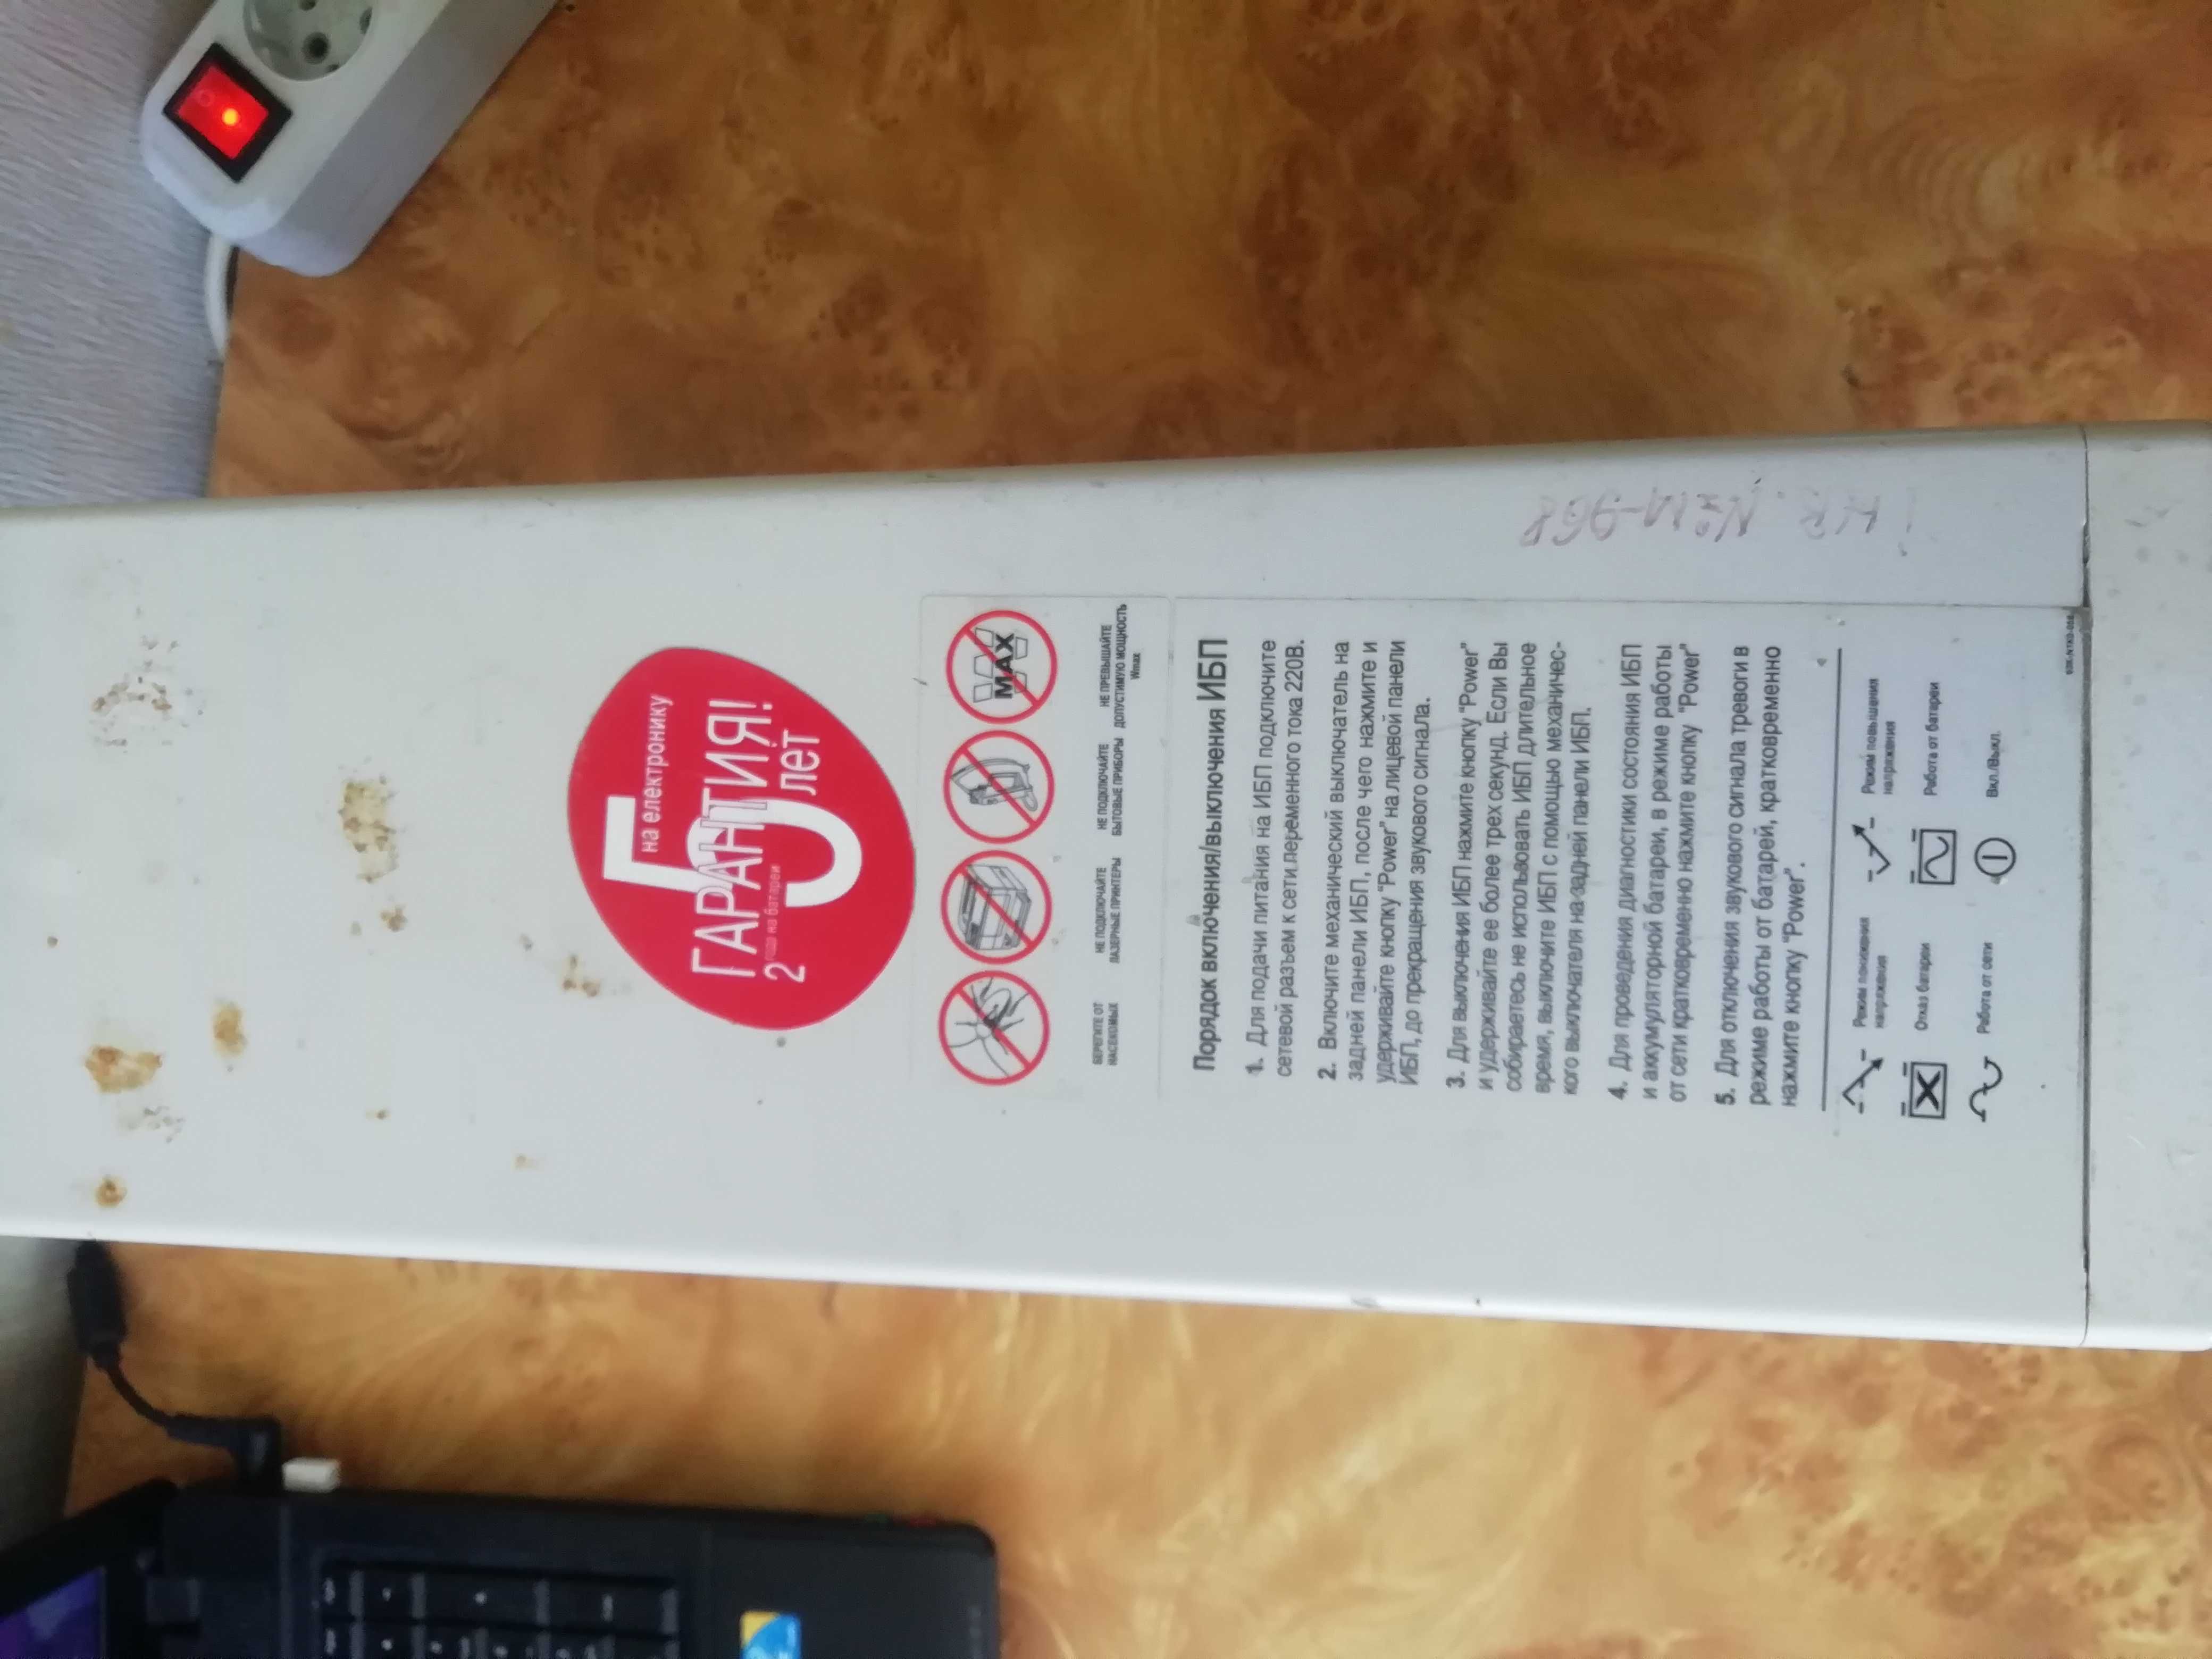 5
на електронику
ГАРАНТИЯ!
2 года на батареи
лет
MAX
БЕРЕГИТЕ ОТ
НАСЕКОМЫХ
НЕ ПОДКЛЮЧАЙТЕ
ЛАЗЕРНЫЕ ПРИНТЕРЫ
НЕ ПОДКЛЮЧАЙТЕ
БЫТОВЫЕ ПРИБОРЫ
НЕ ПРЕВЫШАЙТЕ
ДОПУСТИМУЮ МОЩНОСТЬ
Wmax
Порядок включения/выключения ИБП
1. Для подачи питания на ИБП подключите
сетевой разъем к сети переменного тока 220В.
2. Включите механический выключатель на
задней панели ИБП, после чего нажмите и
удерживайте кнопку "Power" на лицевой панели
ИБП, до прекращения звукового сигнала.
3. Для выключения ИБП нажмите кнопку "Power"
и удерживайте ее более трех секунд. Если Вы
собираетесь не использовать ИБП длительное
время, выключите ИБП с помощью механичес-
кого выключателя на задней панели ИБП.
4. Для проведения диагностики состояния ИБП
и аккумуляторной батареи, в режиме работы
от сети кратковременно нажмите кнопку "Power"
5. Для отключения звукового сигнала тревоги в
режиме работы от батарей, кратковременно
нажмите кнопку "Power".
Режим понижения
напряжения
Режим повышения
напряжения
Отказ батареи
Работа от батареи
Работа от сети
Вкл./Выкл.
№М-968